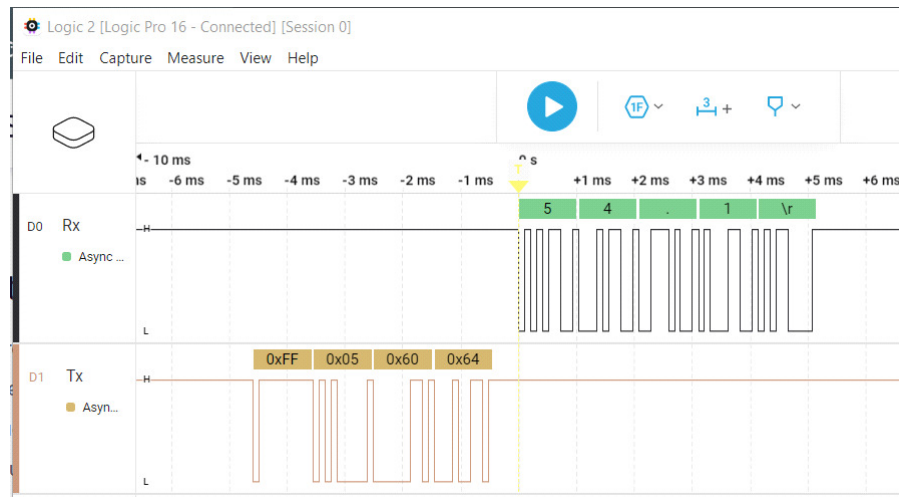 Logic 2 [Logic Pro 16 - Connected] [Session 0]
File Edit Capture Measure View Help
1F 3 +
- 10 ms 0 s
-6 ms -5 ms -4 ms -3 ms -2 ms -1 ms +1 ms +2 ms +3 ms +4 ms +5 ms +6 ms
T
5 4 . 1 \r
D0 Rx H
Async ...
L
0xFF 0x05 0x60 0x64
D1 Tx H
Asyn...
L